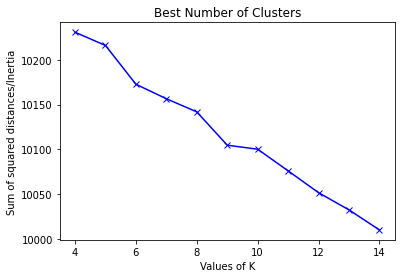 Best Number of Clusters
Sum of squared distances/Inertia
10200
10150
10100
10050
10000
4 6 8 10 12 14
Values of K